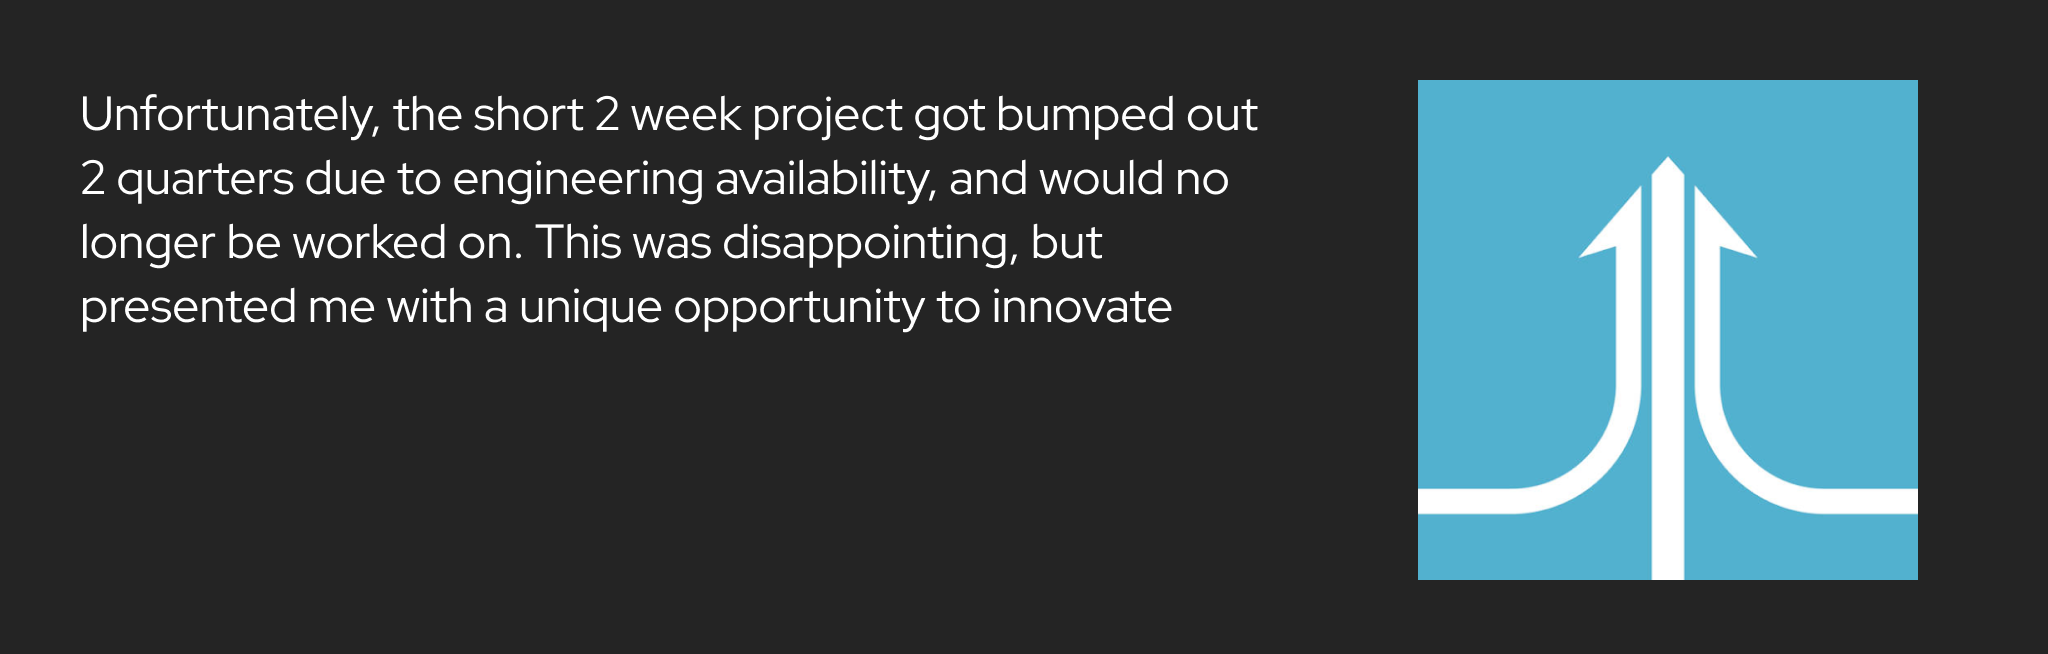 Unfortunately, the short 2 week project got bumped out
2 quarters due to engineering availability, and would no
longer be worked on. This was disappointing, but
presented me with a unique opportunity to innovate